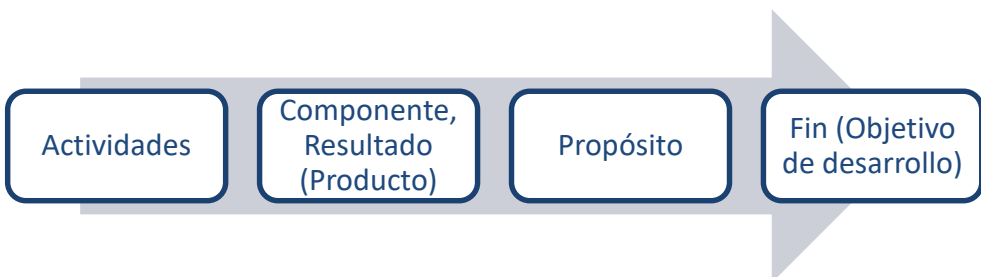 Actividades
Componente,
Resultado
(Producto)
Propósito
Fin (Objetivo
de desarrollo)